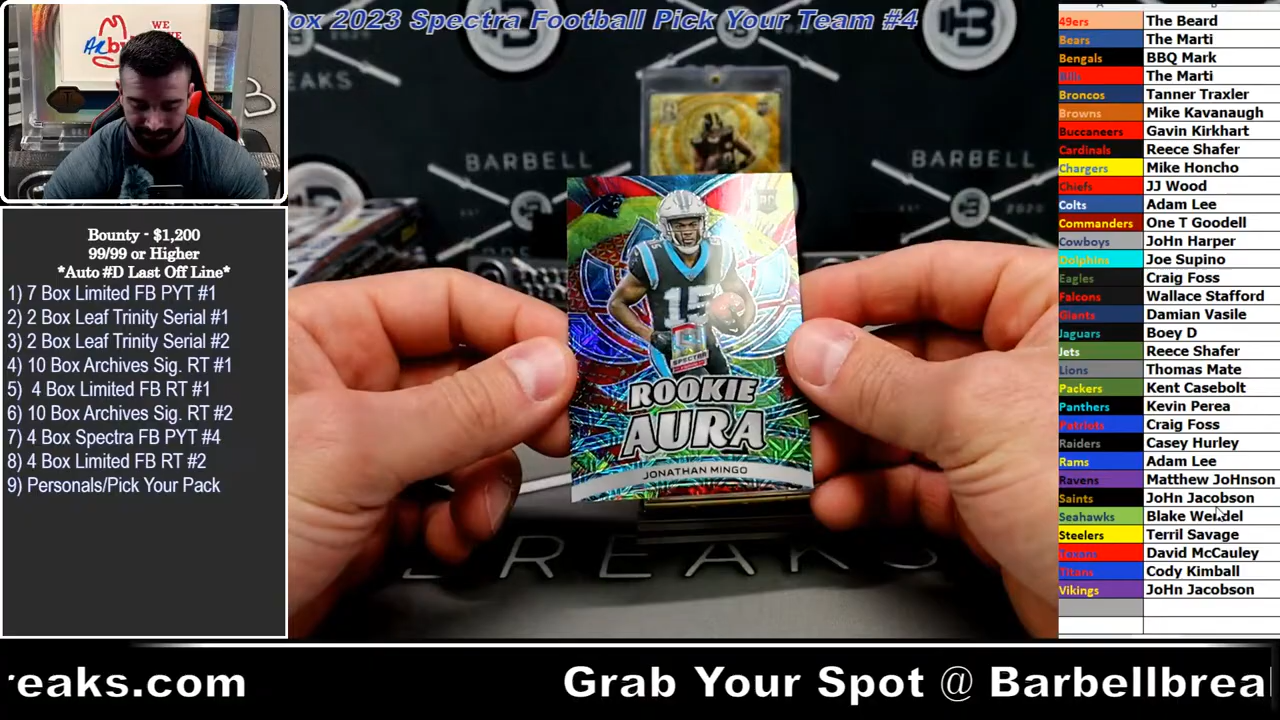 ox 2023 Spectra Football Pick Your Team #4
WE
BARBELL
BARBELL
EST
2020
ROOKIE
AURA
JONATHAN MINGO
15
SPECTRA
RC
Bounty - $1,200
99/99 or Higher
*Auto #D Last Off Line*
1) 7 Box Limited FB PYT #1
2) 2 Box Leaf Trinity Serial #1
3) 2 Box Leaf Trinity Serial #2
4) 10 Box Archives Sig. RT #1
5) 4 Box Limited FB RT #1
6) 10 Box Archives Sig. RT #2
7) 4 Box Spectra FB PYT #4
8) 4 Box Limited FB RT #2
9) Personals/Pick Your Pack
49ers The Beard
Bears The Marti
Bengals BBQ Mark
Bills The Marti
Broncos Tanner Traxler
Browns Mike Kavanaugh
Buccaneers Gavin Kirkhart
Cardinals Reece Shafer
Chargers Mike Honcho
Chiefs JJ Wood
Colts Adam Lee
Commanders One T Goodell
Cowboys JoHn Harper
Dolphins Joe Supino
Eagles Craig Foss
Falcons Wallace Stafford
Giants Damian Vasile
Jaguars Boey D
Jets Reece Shafer
Lions Thomas Mate
Packers Kent Casebolt
Panthers Kevin Perea
Patriots Craig Foss
Raiders Casey Hurley
Rams Adam Lee
Ravens Matthew JoHnson
Saints JoHn Jacobson
Seahawks Blake Wendel
Steelers Terril Savage
Texans David McCauley
Titans Cody Kimball
Vikings JoHn Jacobson
reaks.com Grab Your Spot @ Barbellbreal